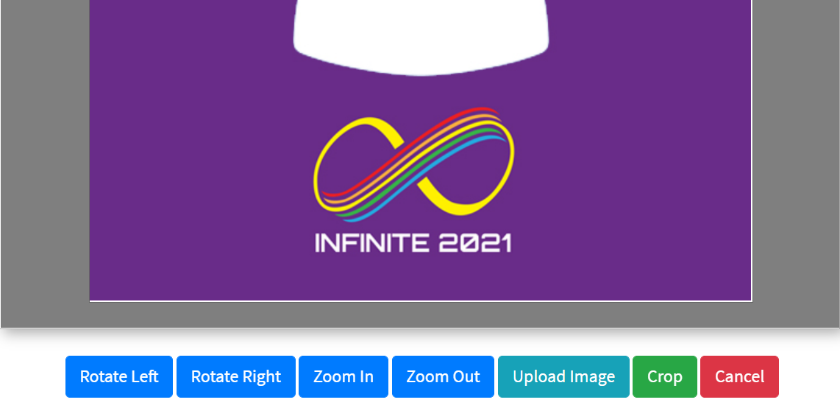 INFINITE 2021
Rotate Left Rotate Right Zoom In Zoom Out Upload Image Crop Cancel